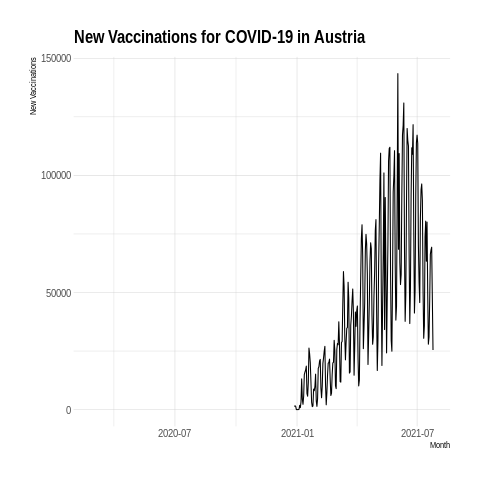 New Vaccinations for COVID-19 in Austria
New Vaccinations
150000
100000
50000
0
2020-07 2021-01 2021-07
Month